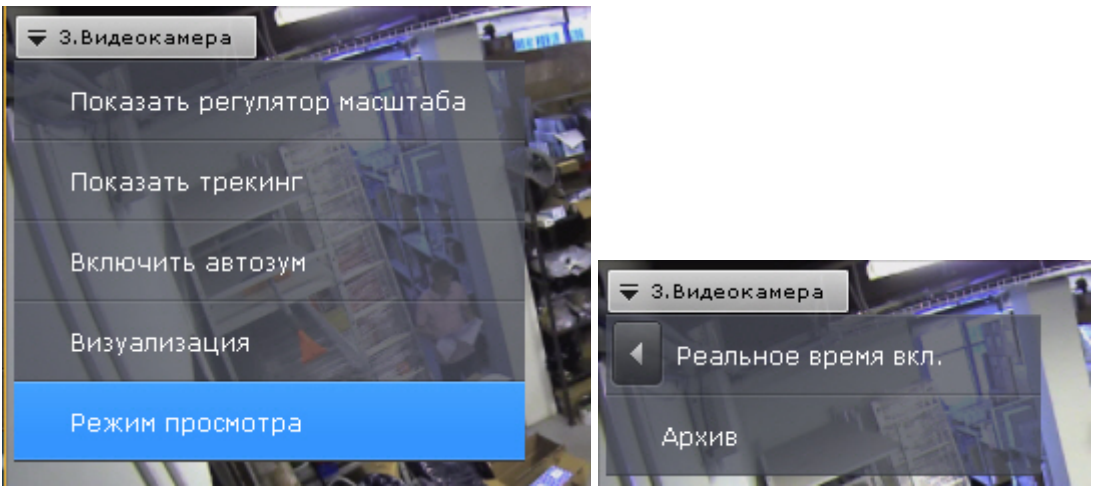 3.Видеокамера
Показать регулятор масштаба
Показать трекинг
Включить автозум
Визуализация
Режим просмотра
3.Видеокамера
Реальное время вкл.
Архив